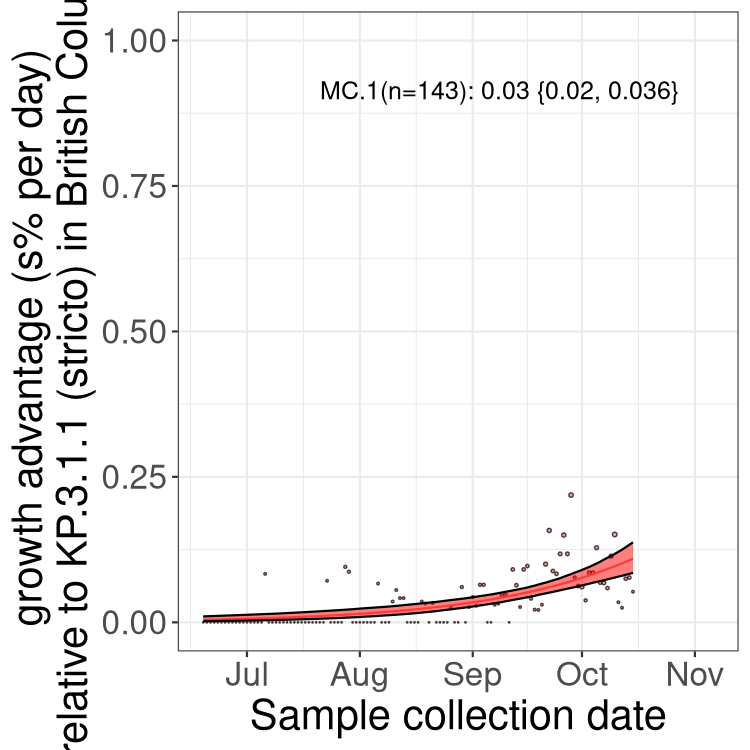 growth advantage (s% per day)
relative to KP.3.1.1 (stricto) in British Colu
1.00
0.75
0.50
0.25
0.00
MC.1(n=143): 0.03 {0.02, 0.036}
Jul Aug Sep Oct Nov
Sample collection date